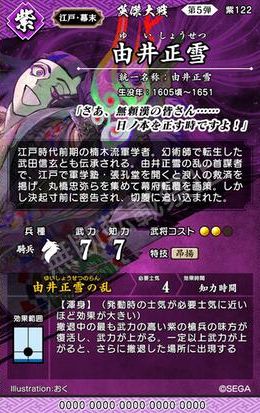 紫
江戸・幕末
英傑大戦
第5弾
紫122
ゆいしょうせつ
由井正雪
統一名称:由井正雪
生没年:1605頃~1651
「さあ、無頼漢の皆さん……
日ノ本を正す時ですよ!」
江戸時代前期の楠木流軍学者。幻術師で転生した
武田信玄とも伝承される。由井正雪の乱の首謀者
で、江戸で軍学塾・張孔堂を開くと浪人の救済を
掲げ、丸橋忠弥らを集めて幕府転覆を画策。しか
し決起寸前に密告され、切腹に追い込まれた。
兵種
騎兵
武力
7
知力
7
武将コスト
特技
昂揚
ゆいしょうせつのらん
由井正雪の乱
必要士気
4
効果時間
知力時間
効果範囲
【渾身】(発動時の士気が必要士気に近い
ほど効果が大きい)
撤退中の最も武力の高い紫の槍兵の味方が
復活し、武力が上がる。一定以上武力が上
がると、さらに撤退した場所に出現する
Illustration:おく
©SEGA
0000 0000 0000 0000 0000